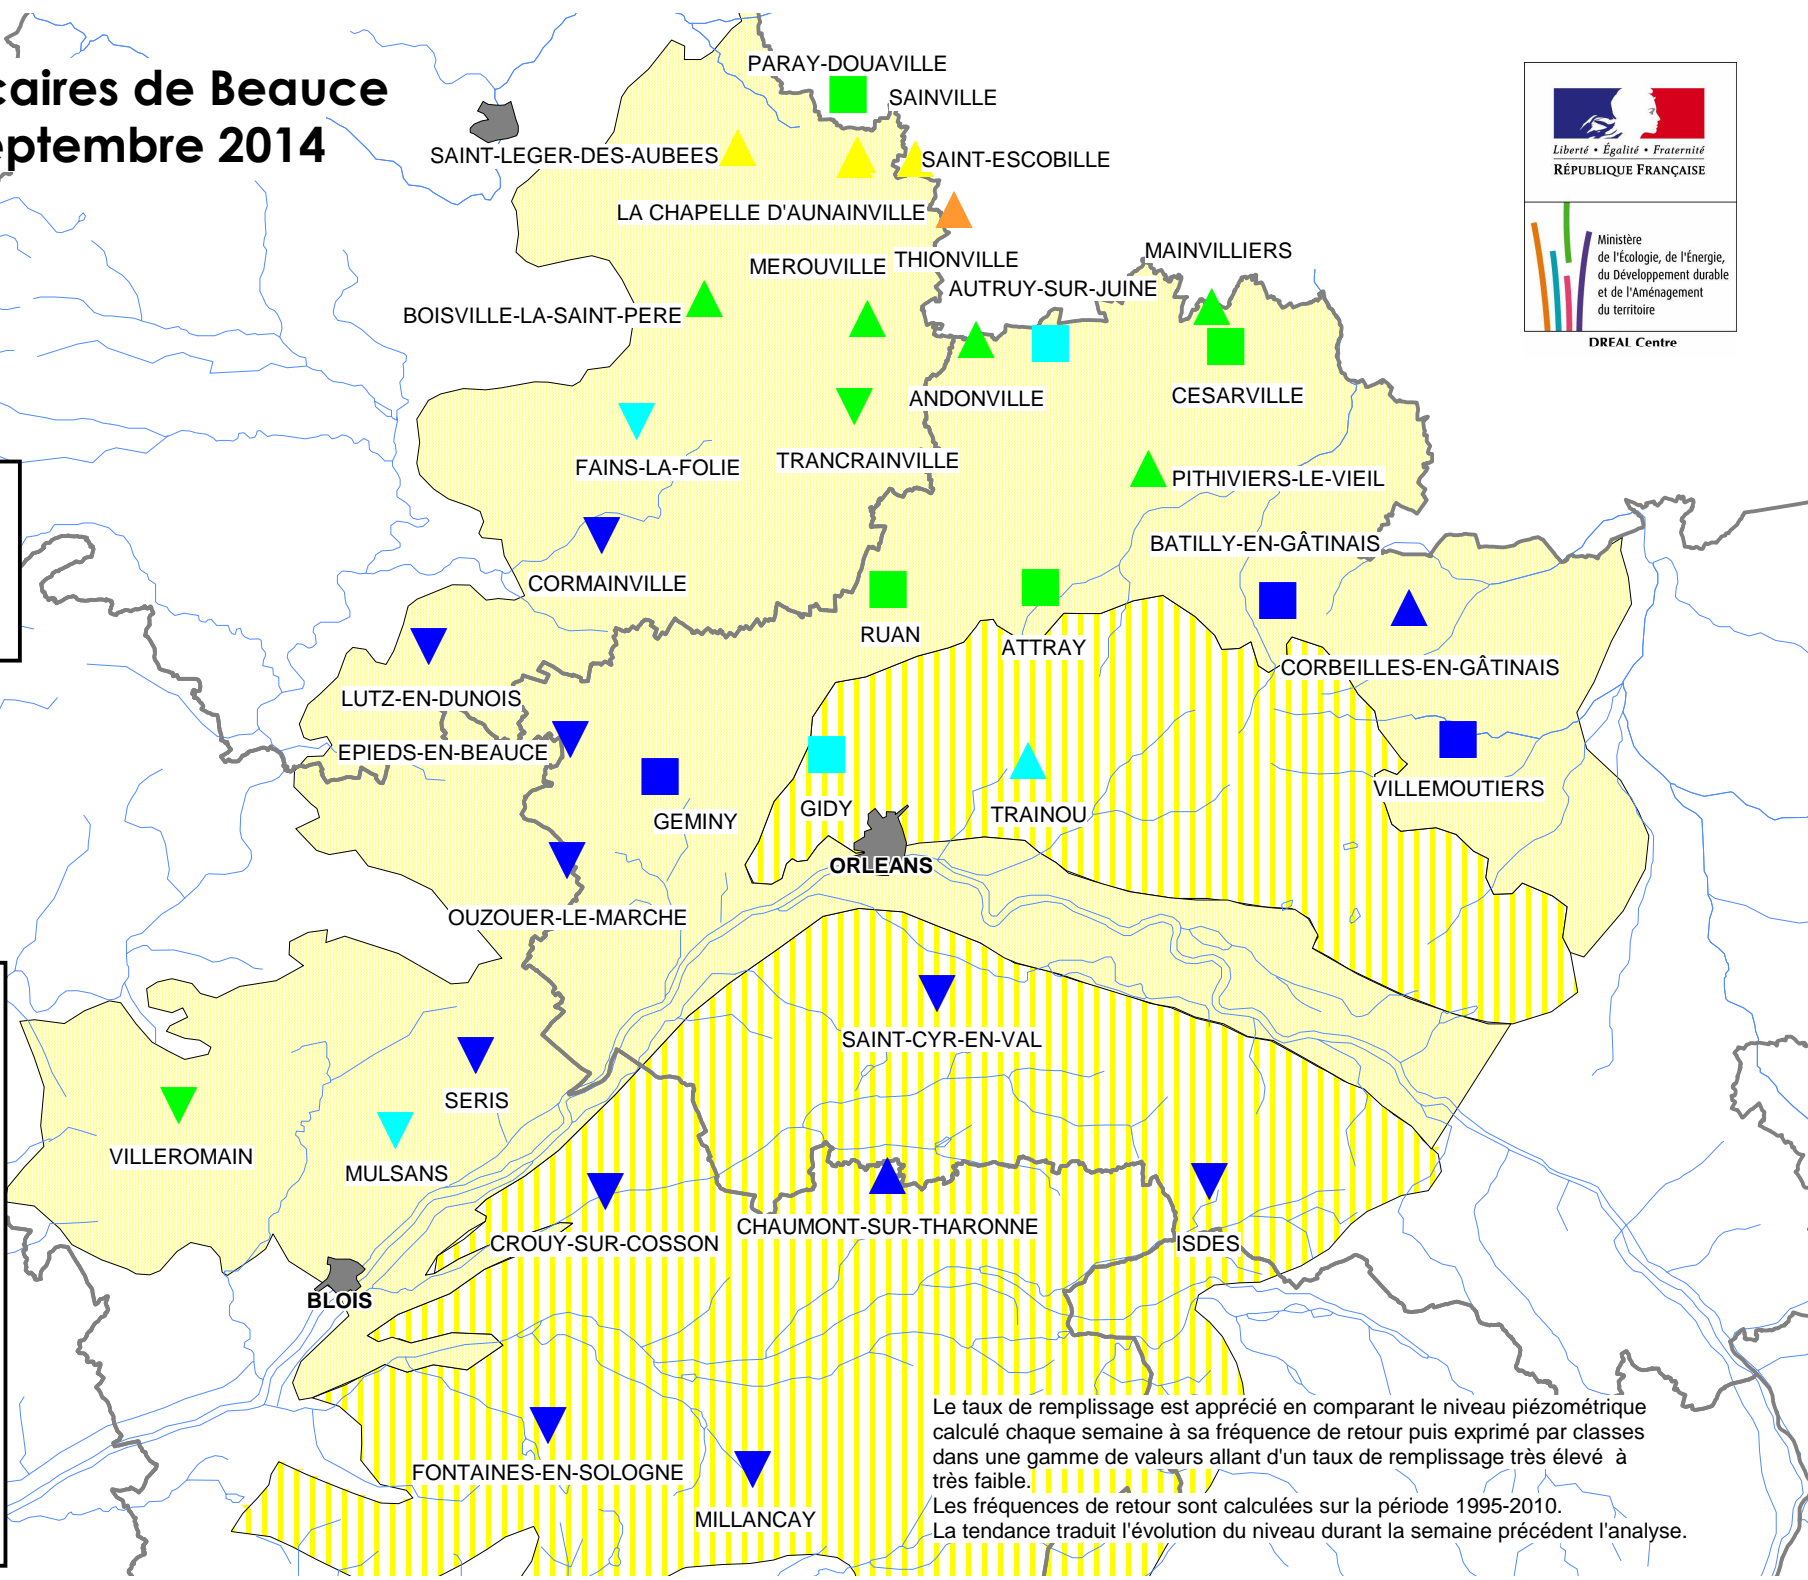 caires de Beauce
eptembre 2014
PARAY-DOUAVILLE
SAINVILLE
SAINT-LEGER-DES-AUBEES
SAINT-ESCOBILLE
LA CHAPELLE D'AUNAINVILLE
THIONVILLE
MEROUVILLE
MAINVILLIERS
AUTRUY-SUR-JUINE
BOISVILLE-LA-SAINT-PERE
ANDONVILLE
CESARVILLE
FAINS-LA-FOLIE
TRANCRAINVILLE
PITHIVIERS-LE-VIEIL
BATILLY-EN-GÂTINAIS
CORMAINVILLE
RUAN
ATTRAY
CORBEILLES-EN-GÂTINAIS
LUTZ-EN-DUNOIS
EPIEDS-EN-BEAUCE
GEMINY
GIDY
TRAINOU
VILLEMOUTIERS
ORLEANS
OUZOUER-LE-MARCHE
SAINT-CYR-EN-VAL
SERIS
VILLEROMAIN
MULSANS
CROUY-SUR-COSSON
CHAUMONT-SUR-THARONNE
ISDES
BLOIS
FONTAINES-EN-SOLOGNE
MILLANCAY
Liberté • Égalité • Fraternité
RÉPUBLIQUE FRANÇAISE
Ministère
de l'Écologie, de l'Énergie,
du Développement durable
et de l'Aménagement
du territoire
DREAL Centre
Le taux de remplissage est apprécié en comparant le niveau piézométrique
calculé chaque semaine à sa fréquence de retour puis exprimé par classes
dans une gamme de valeurs allant d'un taux de remplissage très élevé à
très faible.
Les fréquences de retour sont calculées sur la période 1995-2010.
La tendance traduit l'évolution du niveau durant la semaine précédent l'analyse.